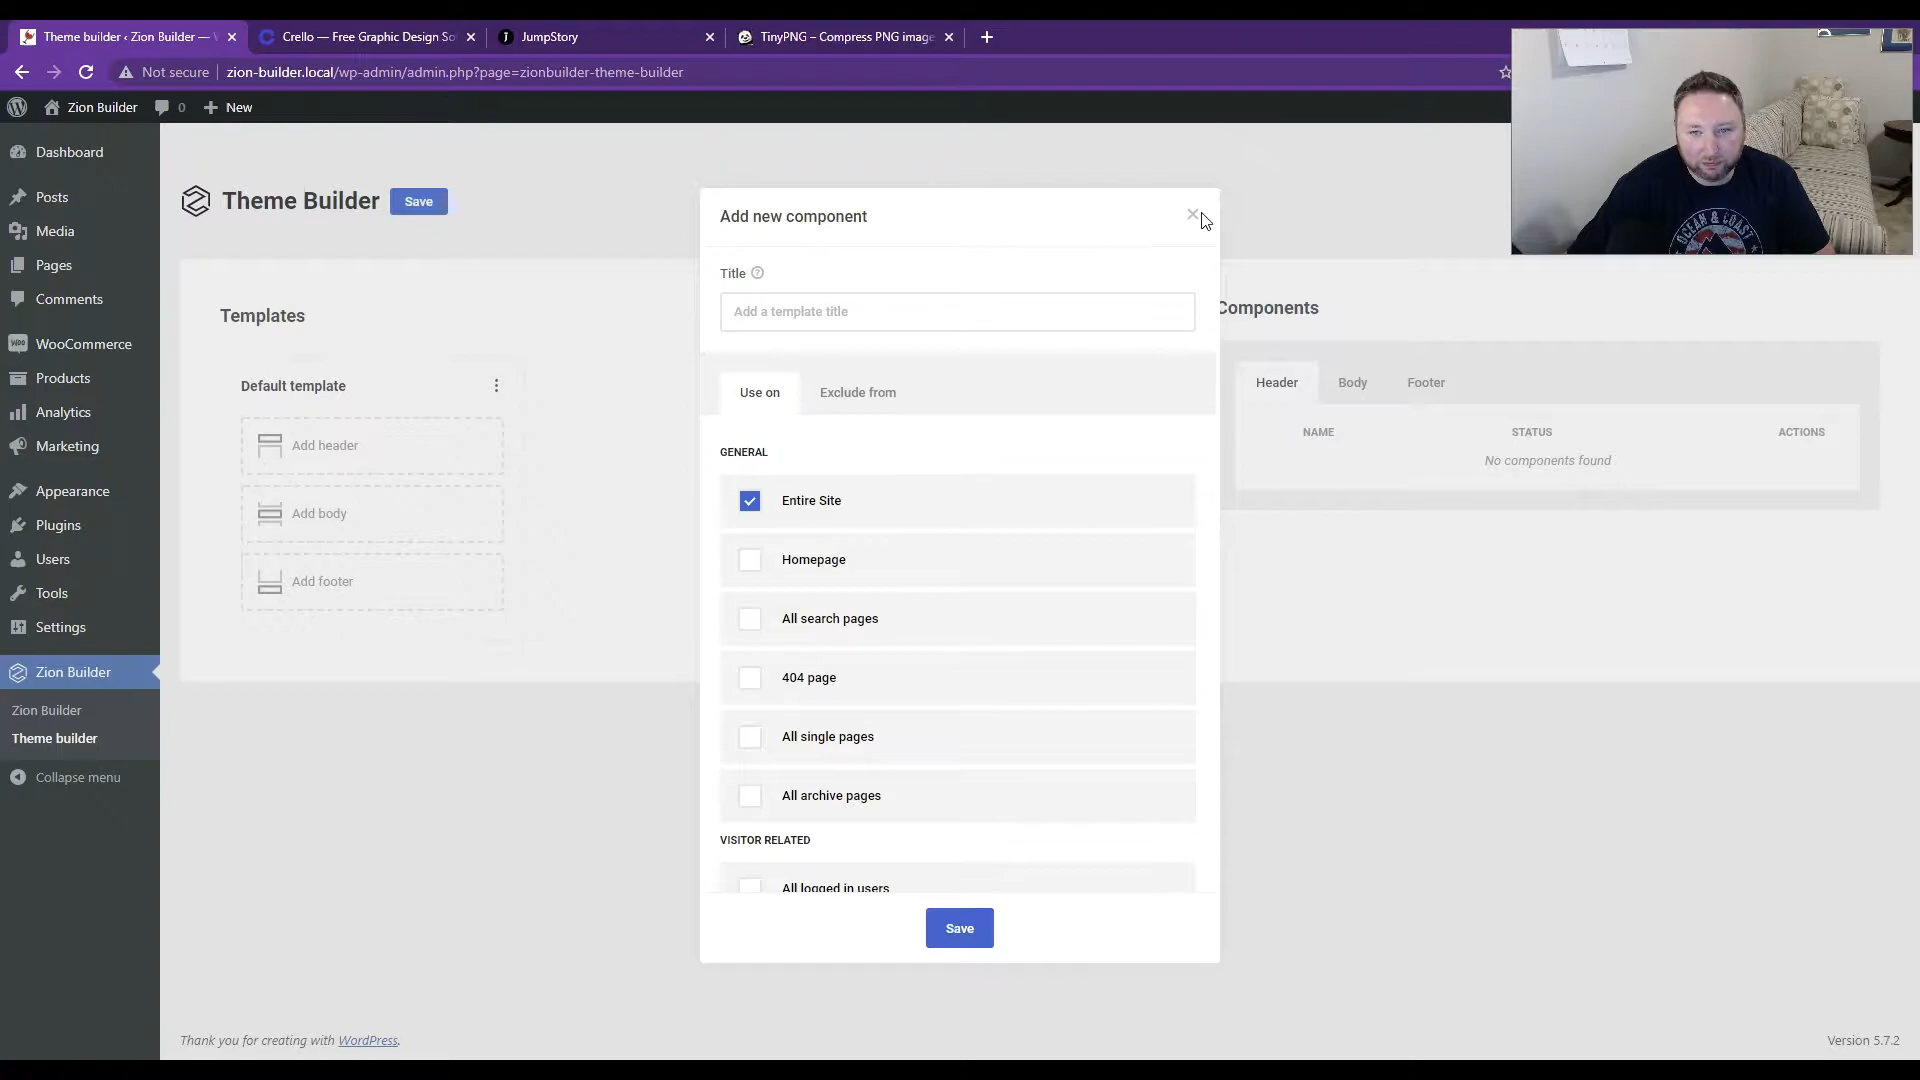 Theme builder ‹ Zion Builder —
Crello — Free Graphic Design
JumpStory
TinyPNG – Compress PNG image
Not secure
zion-builder.local/wp-admin/admin.php?page=zionbuilder-theme-builder
Zion Builder
0
New
Dashboard
Posts
Media
Pages
Comments
WooCommerce
Products
Analytics
Marketing
Appearance
Plugins
Users
Tools
Settings
Zion Builder
Zion Builder
Theme builder
Collapse menu
Theme Builder
Save
Templates
Default template
Add header
Add body
Add footer
Add new component
Title
Add a template title
Use on
Exclude from
GENERAL
Entire Site
Homepage
All search pages
404 page
All single pages
All archive pages
VISITOR RELATED
All logged in users
Save
Components
Header
Body
Footer
NAME
STATUS
ACTIONS
No components found
OCEAN & COAST
Thank you for creating with WordPress.
Version 5.7.2